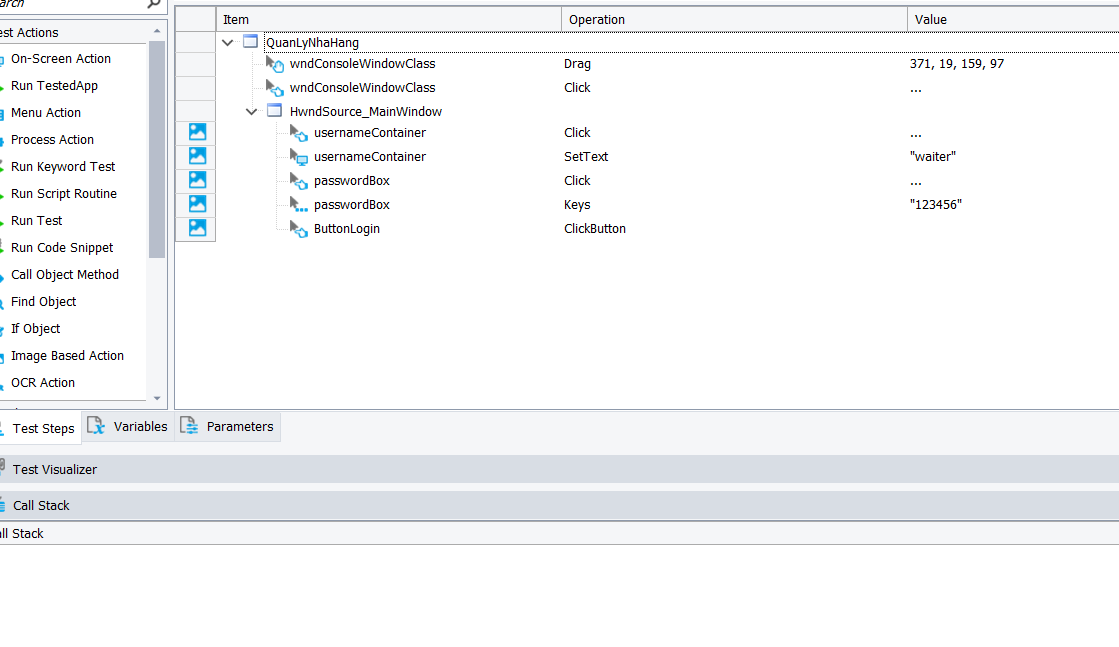 Item Operation Value
Test Actions
On-Screen Action
Run TestedApp
Menu Action
Process Action
Run Keyword Test
Run Script Routine
Run Test
Run Code Snippet
Call Object Method
Find Object
If Object
Image Based Action
OCR Action
QuanLyNhaHang
wndConsoleWindowClass Drag 371, 19, 159, 97
wndConsoleWindowClass Click ...
HwndSource_MainWindow
usernameContainer Click ...
usernameContainer SetText "waiter"
passwordBox Click ...
passwordBox Keys "123456"
ButtonLogin ClickButton
Test Steps Variables Parameters
Test Visualizer
Call Stack
Call Stack